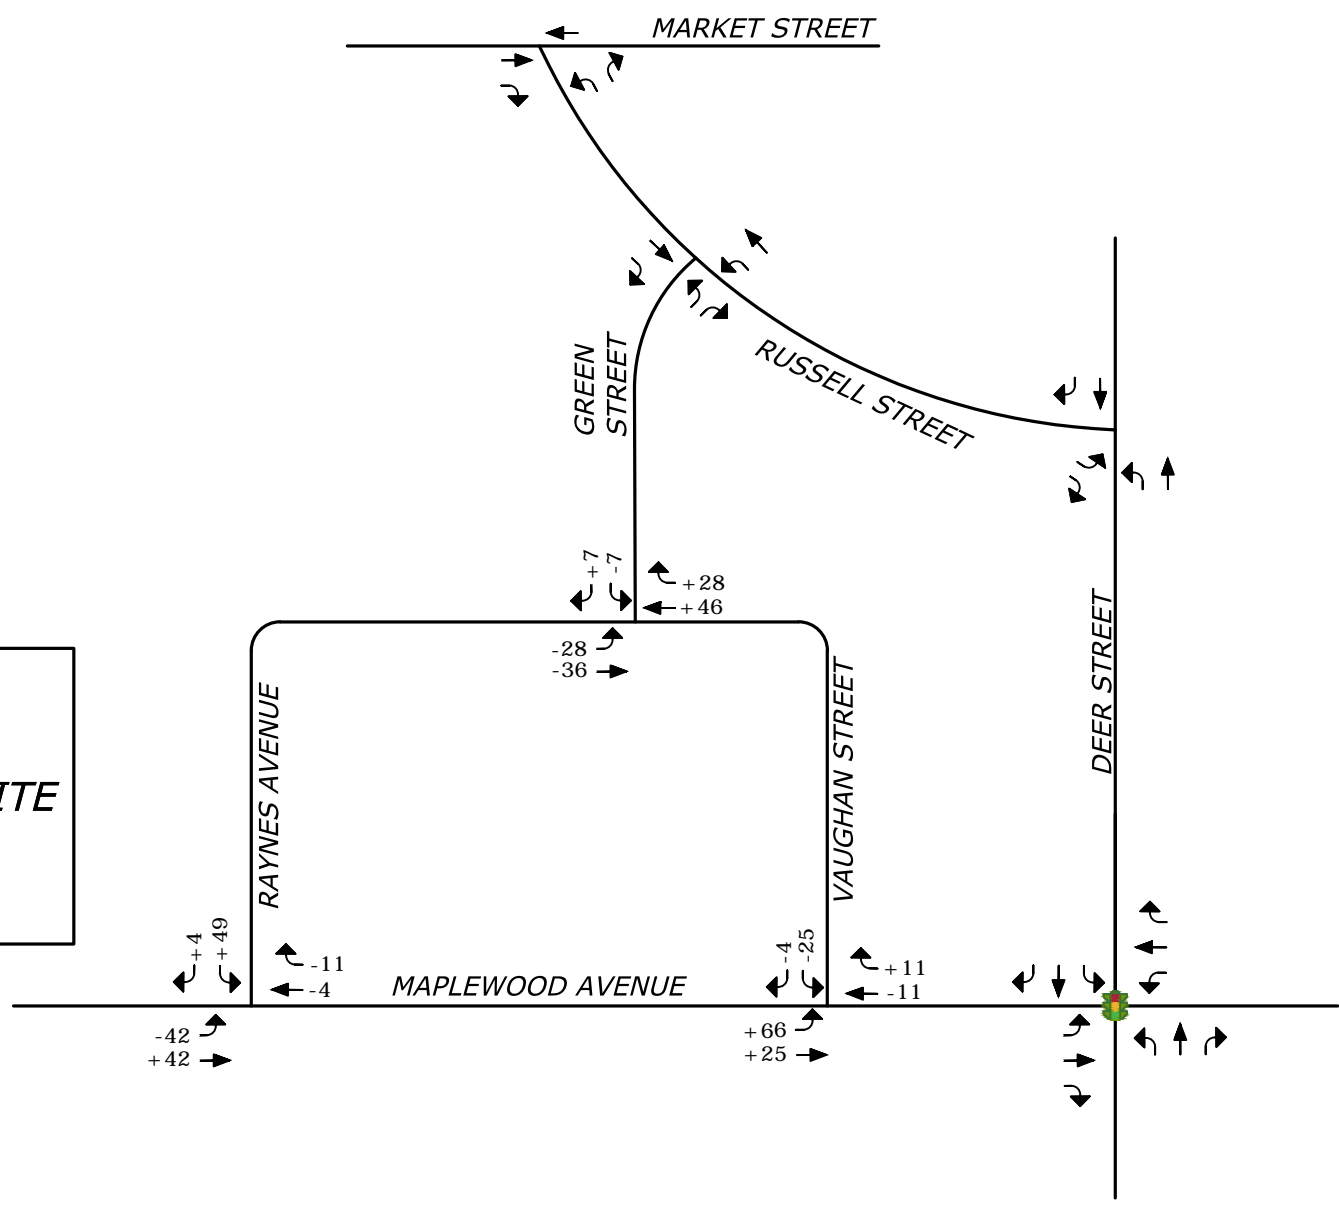 MARKET STREET
GREEN
STREET
RUSSELL STREET
+7
-7
+28
+46
-28
-36
DEER STREET
RAYNES AVENUE
VAUGHAN STREET
ITE
+4
+49
-11
-4
MAPLEWOOD AVENUE
-4
-25
+11
-11
-42
+42
+66
+25